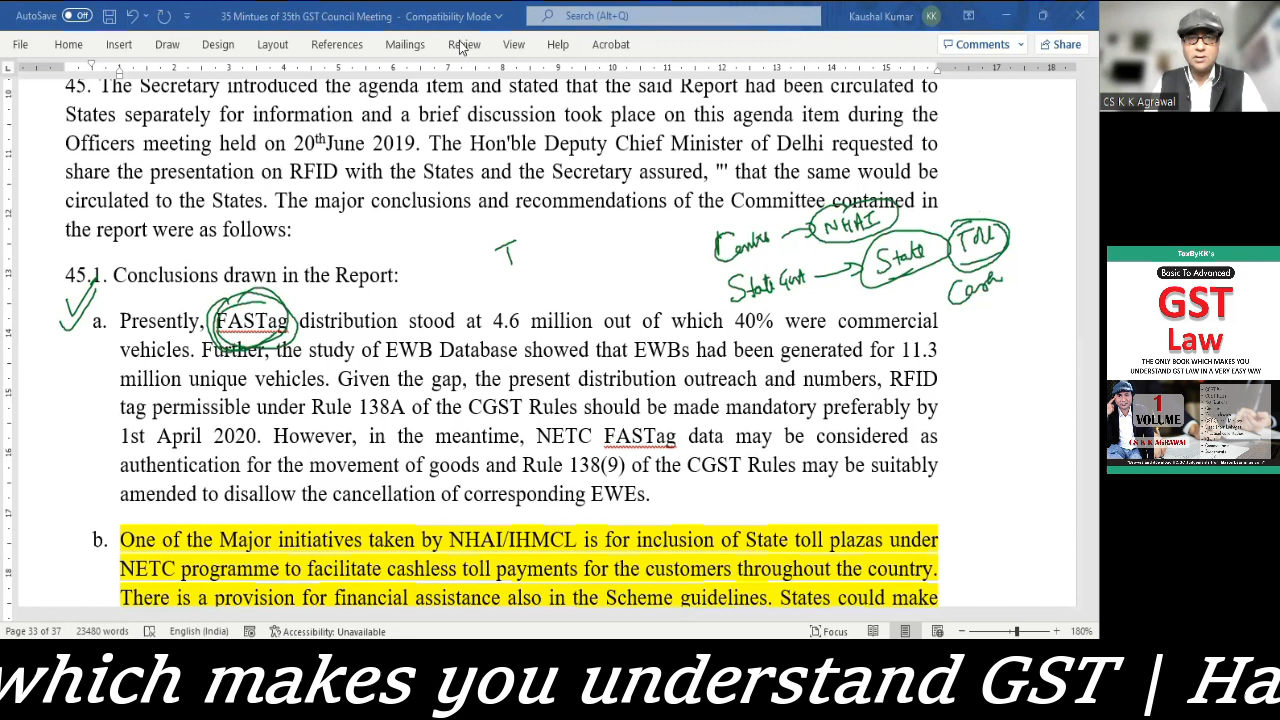 AutoSave Off 35 Mintues of 35th GST Council Meeting - Compatibility Mode Search (Alt+Q) Kaushal Kumar KK
File Home Insert Draw Design Layout References Mailings Review View Help Acrobat Comments Share
CS K K Agrawal
45. The Secretary introduced the agenda item and stated that the said Report had been circulated to
States separately for information and a brief discussion took place on this agenda item during the
Officers meeting held on 20thJune 2019. The Hon'ble Deputy Chief Minister of Delhi requested to
share the presentation on RFID with the States and the Secretary assured, "' that the same would be
circulated to the States. The major conclusions and recommendations of the Committee contained in
the report were as follows:
Centre NHAI
State Govt State Toll
Cash
T
45.1. Conclusions drawn in the Report:
a. Presently, FASTag distribution stood at 4.6 million out of which 40% were commercial
vehicles. Further, the study of EWB Database showed that EWBs had been generated for 11.3
million unique vehicles. Given the gap, the present distribution outreach and numbers, RFID
tag permissible under Rule 138A of the CGST Rules should be made mandatory preferably by
1st April 2020. However, in the meantime, NETC FASTag data may be considered as
authentication for the movement of goods and Rule 138(9) of the CGST Rules may be suitably
amended to disallow the cancellation of corresponding EWEs.
b. One of the Major initiatives taken by NHAI/IHMCL is for inclusion of State toll plazas under
NETC programme to facilitate cashless toll payments for the customers throughout the country.
There is a provision for financial assistance also in the Scheme guidelines. States could make
Page 33 of 37 23480 words English (India) Accessibility: Unavailable Focus 180%
TaxByKK's
Basic To Advanced
GST
Law
THE ONLY BOOK WHICH MAKES YOU
UNDERSTAND GST LAW IN A VERY EASY WAY
1
VOLUME
CS K K AGRAWAL
which makes you understand GST | Ha